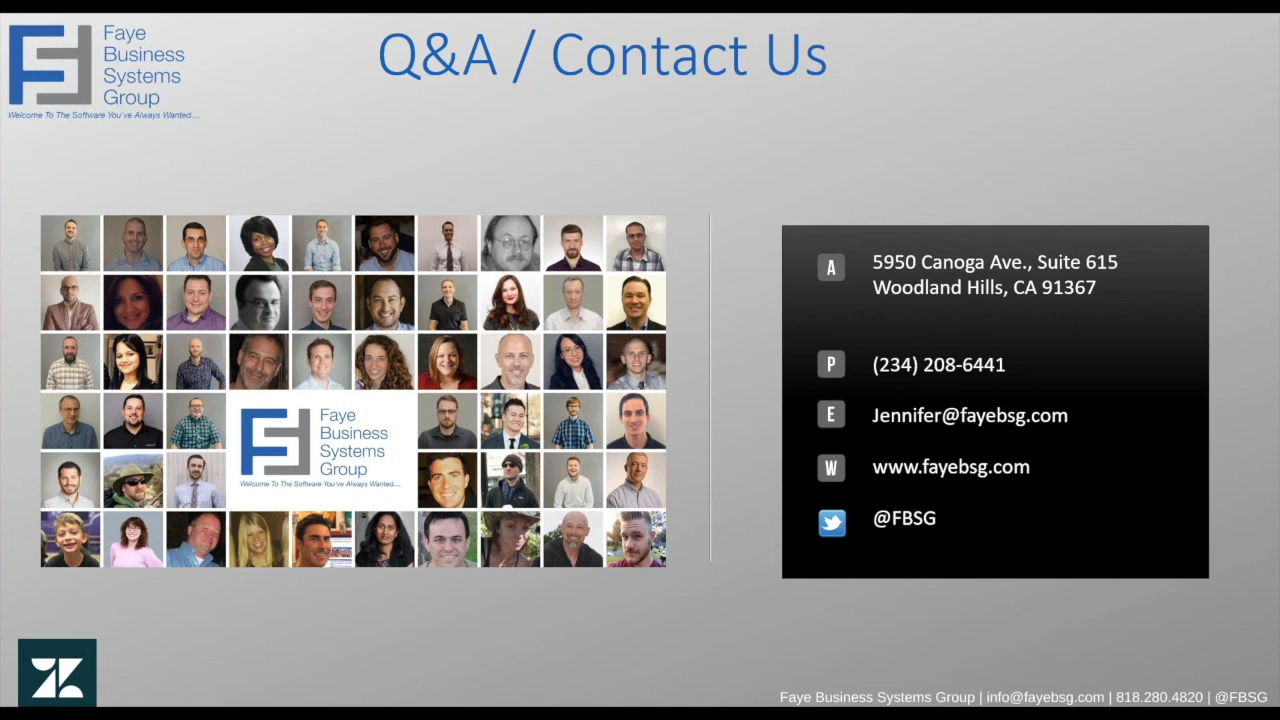 Faye
Business
Systems
Group
Welcome To The Software You've Always Wanted....
Q&A / Contact Us
Faye
Business
Systems
Group
Welcome To The Software You've Always Wanted....
A
5950 Canoga Ave., Suite 615
Woodland Hills, CA 91367
P
(234) 208-6441
E
Jennifer@fayebsg.com
W
www.fayebsg.com
@FBSG
Faye Business Systems Group | info@fayebsg.com | 818.280.4820 | @FBSG